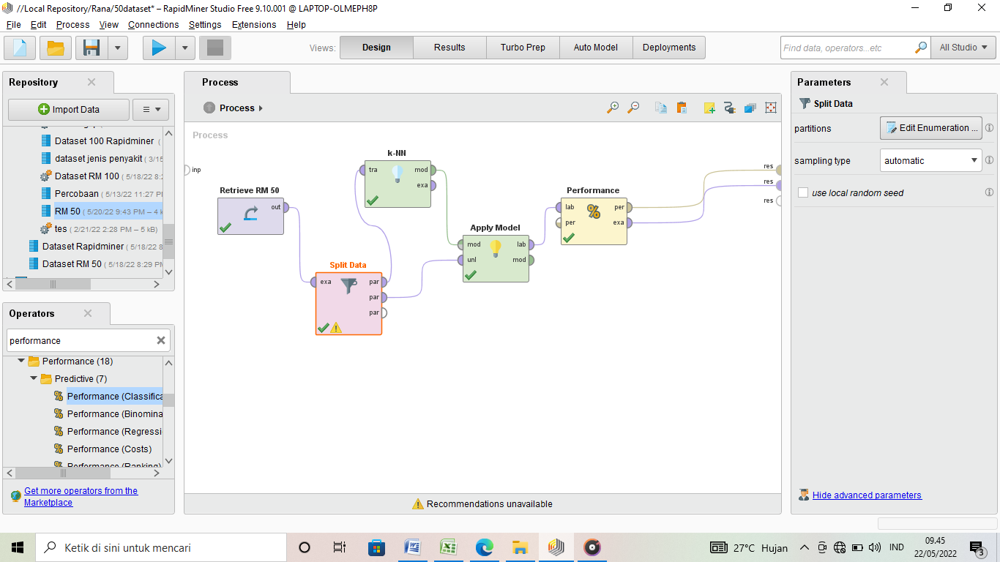 //Local Repository/Rana/50dataset* – RapidMiner Studio Free 9.10.001 @ LAPTOP-OLMEPH8P
File Edit Process View Connections Settings Extensions Help
Views: Design Results Turbo Prep Auto Model Deployments
Find data, operators...etc
All Studio
Repository
Import Data
Dataset 100 Rapidminer (
dataset jenis penyakit ( 3/15
Dataset RM 100 ( 5/18/22 8:2
Percobaan ( 5/13/22 11:27 PM
RM 50 ( 5/20/22 9:43 PM – 4 k
tes ( 2/21/22 2:28 PM – 5 kB)
Dataset Rapidminer ( 5/18/22 8
Dataset RM 50 ( 5/18/22 8:29 PM
Operators
performance
Performance (18)
Predictive (7)
Performance (Classifica
Performance (Binomina
Performance (Regressi
Performance (Costs)
Performance (Ranking)
Get more operators from the
Marketplace
Process
Process
Process
inp
Retrieve RM 50
out
Split Data
exa par
par
par
k-NN
tra mod
exa
Apply Model
mod lab
unl mod
Performance
lab per
per exa
res
res
res
Recommendations unavailable
Parameters
Split Data
partitions Edit Enumeration ...
sampling type automatic
use local random seed
Hide advanced parameters
Ketik di sini untuk mencari
27°C Hujan
IND
09.45
22/05/2022
3